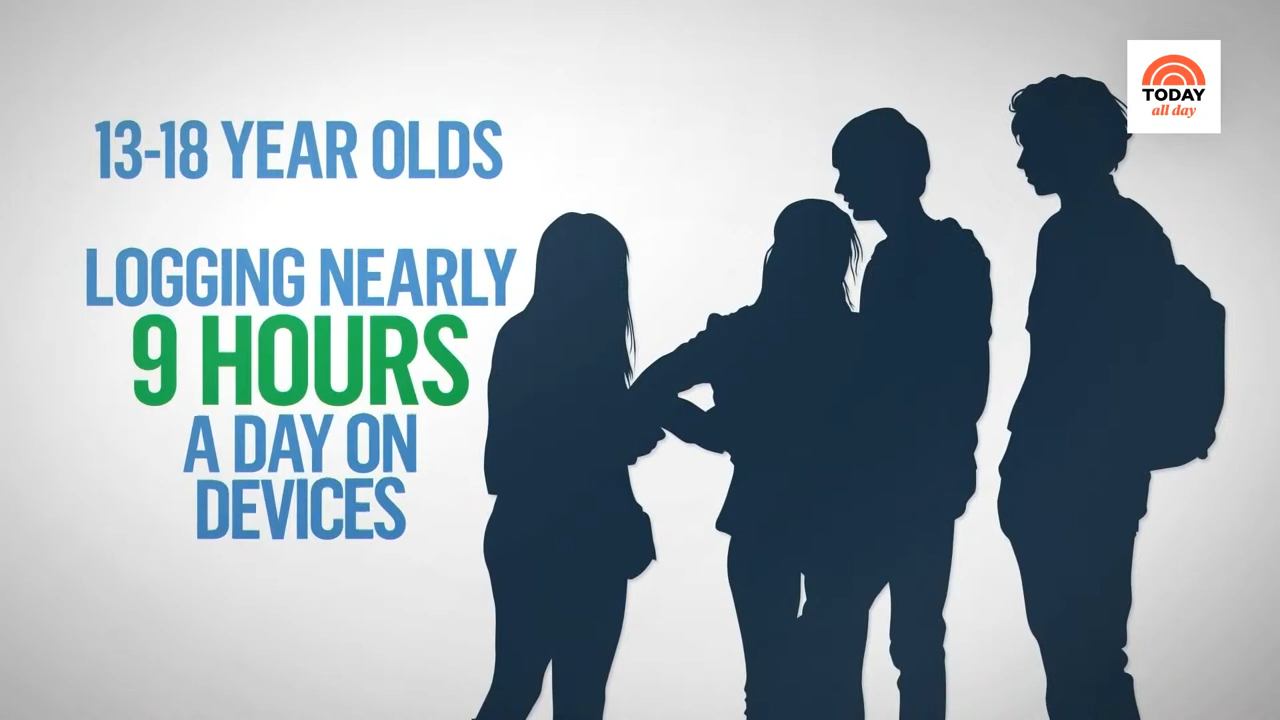 13-18 YEAR OLDS
LOGGING NEARLY
9 HOURS
A DAY ON
DEVICES
TODAY
all day